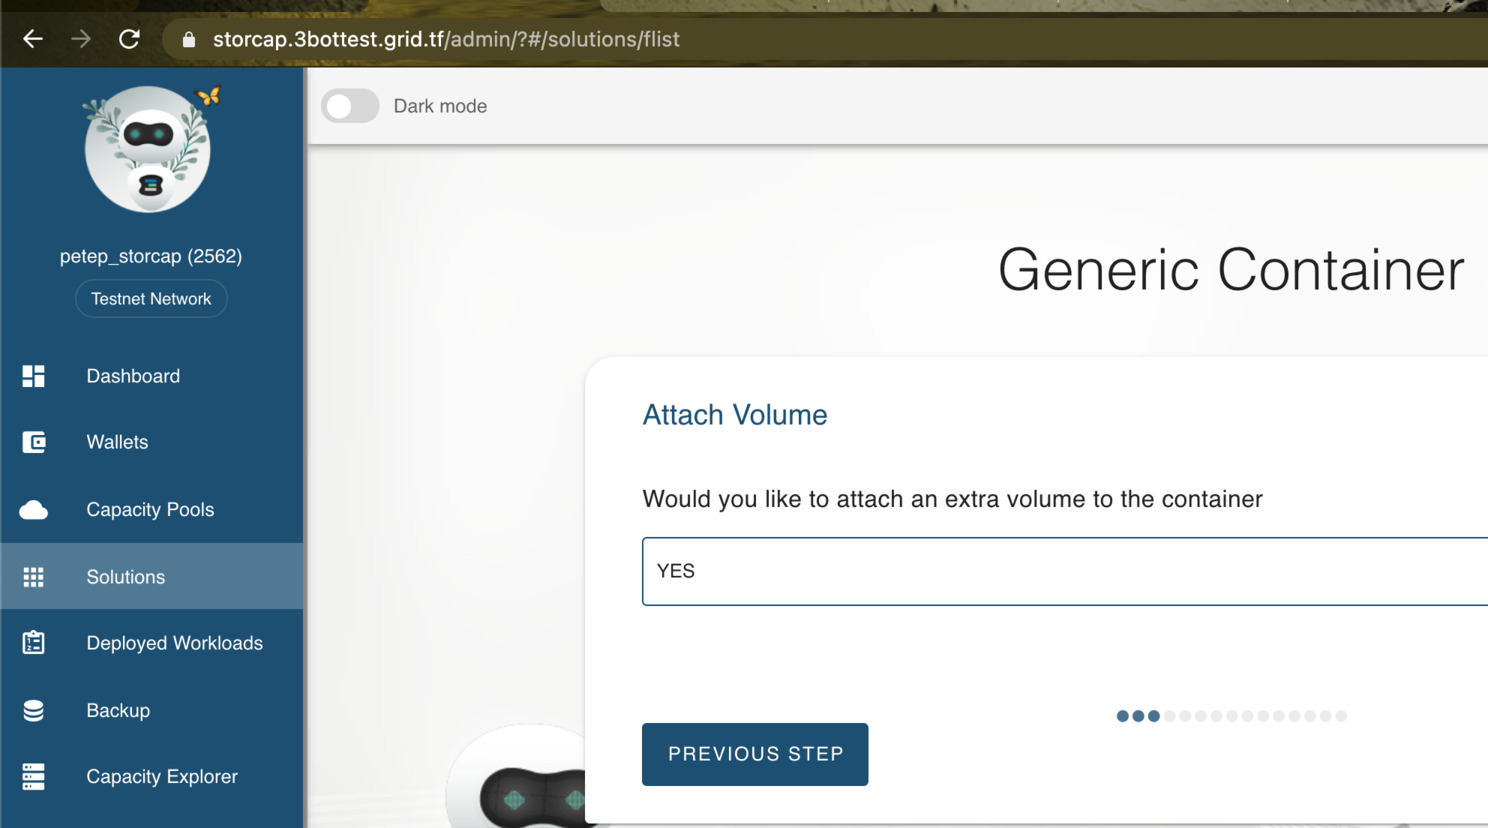 storcap.3bottest.grid.tf/admin/?#/solutions/flist
Dark mode
petep_storcap (2562)
Testnet Network
Dashboard
Wallets
Capacity Pools
Solutions
Deployed Workloads
Backup
Capacity Explorer
Generic Container
Attach Volume
Would you like to attach an extra volume to the container
YES
PREVIOUS STEP